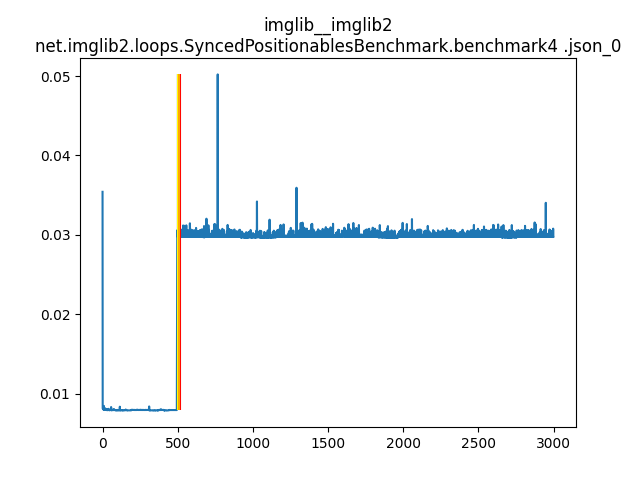 imglib__imglib2
net.imglib2.loops.SyncedPositionablesBenchmark.benchmark4 .json_0
0.05
0.04
0.03
0.02
0.01
0 500 1000 1500 2000 2500 3000